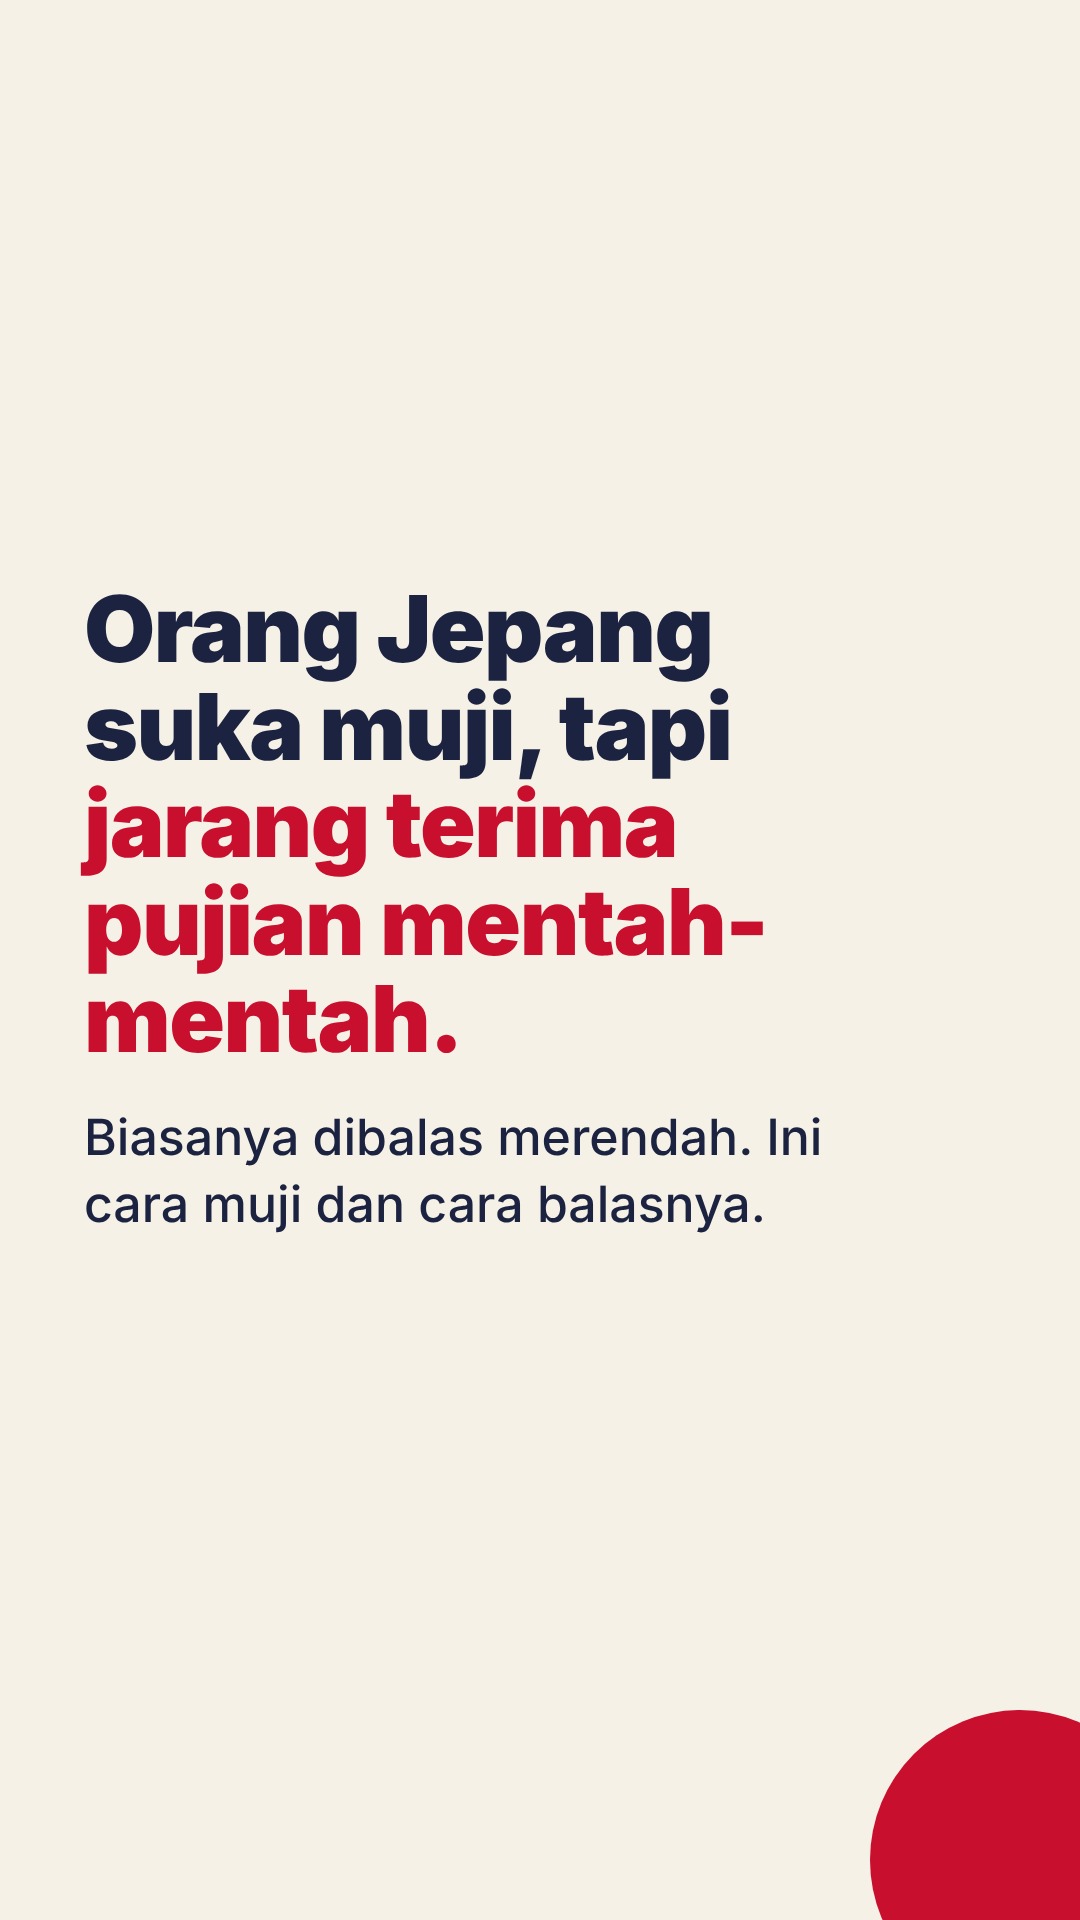 Orang Jepang
suka muji, tapi
jarang terima
pujian mentah-
mentah.
Biasanya dibalas merendah. Ini
cara muji dan cara balasnya.